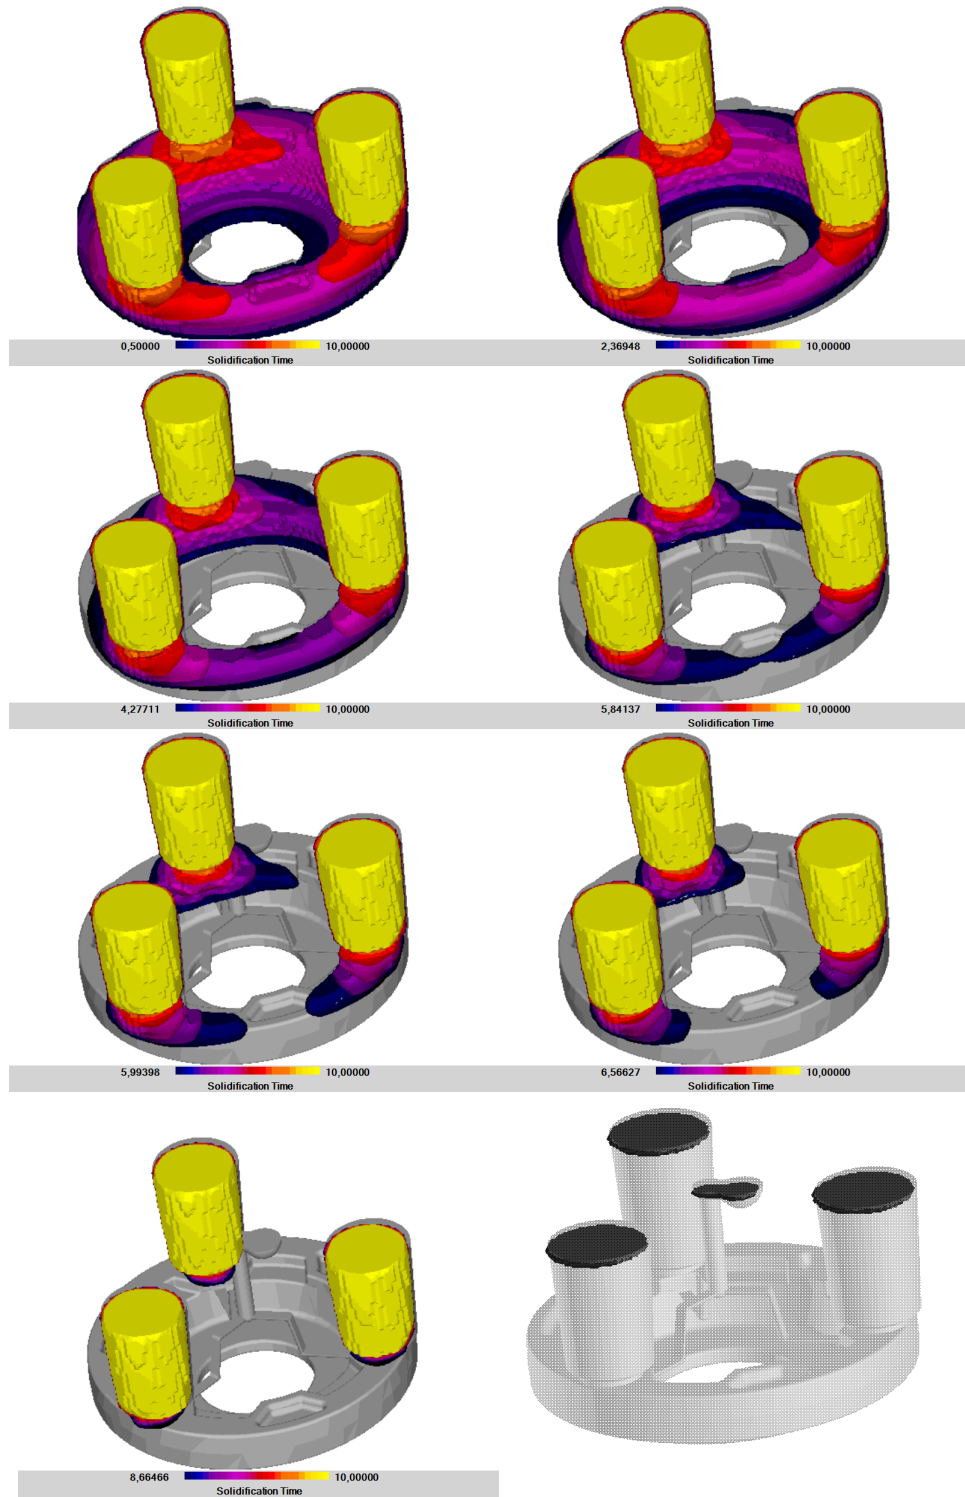 0,50000 10,00000
Solidification Time
2,36948 10,00000
Solidification Time
4,27711 10,00000
Solidification Time
5,84137 10,00000
Solidification Time
5,99398 10,00000
Solidification Time
6,56627 10,00000
Solidification Time
8,66466 10,00000
Solidification Time